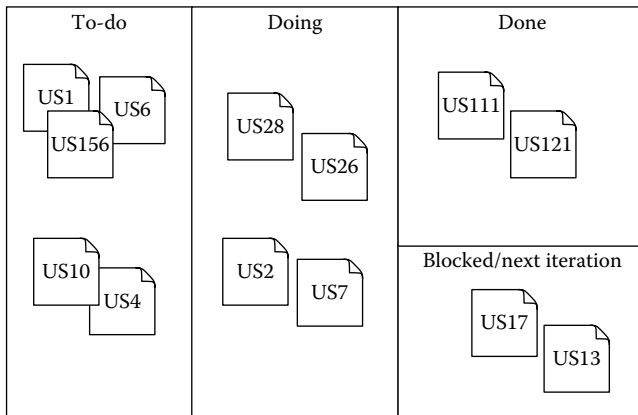 To-do
US1
US6
US156
US10
US4
Doing
US28
US26
US2
US7
Done
US111
US121
Blocked/next iteration
US17
US13